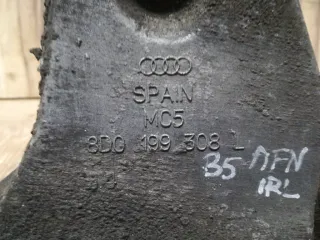 SPAIN
MC5
8D0 199 308 L
B5 AFN
IRL